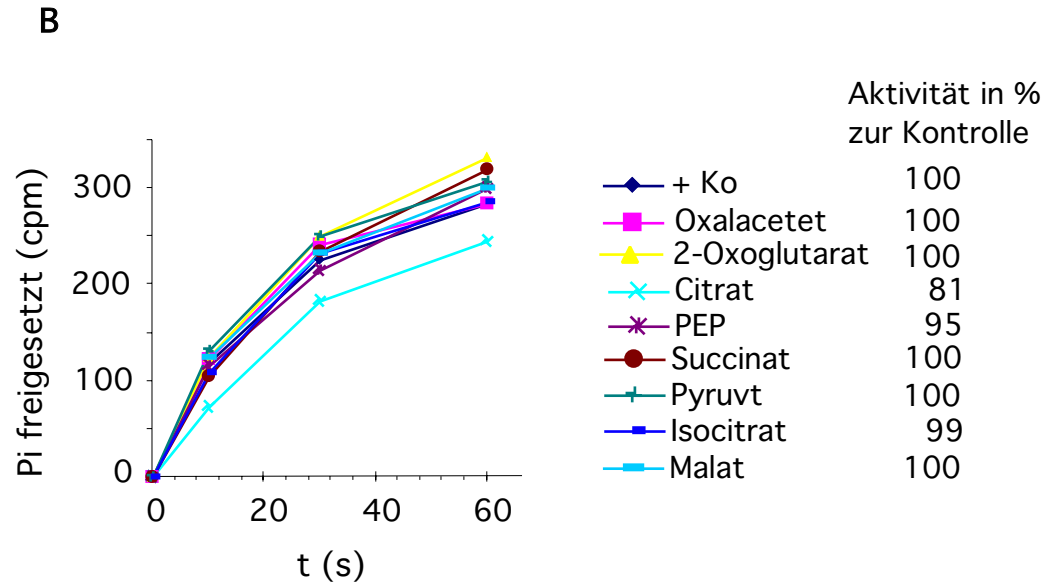 B
Aktivität in %
zur Kontrolle
Pi freigesetzt (cpm)
300
200
100
0
0 20 40 60
t (s)
+ Ko 100
Oxalacetet 100
2-Oxoglutarat 100
Citrat 81
PEP 95
Succinat 100
Pyruvt 100
Isocitrat 99
Malat 100